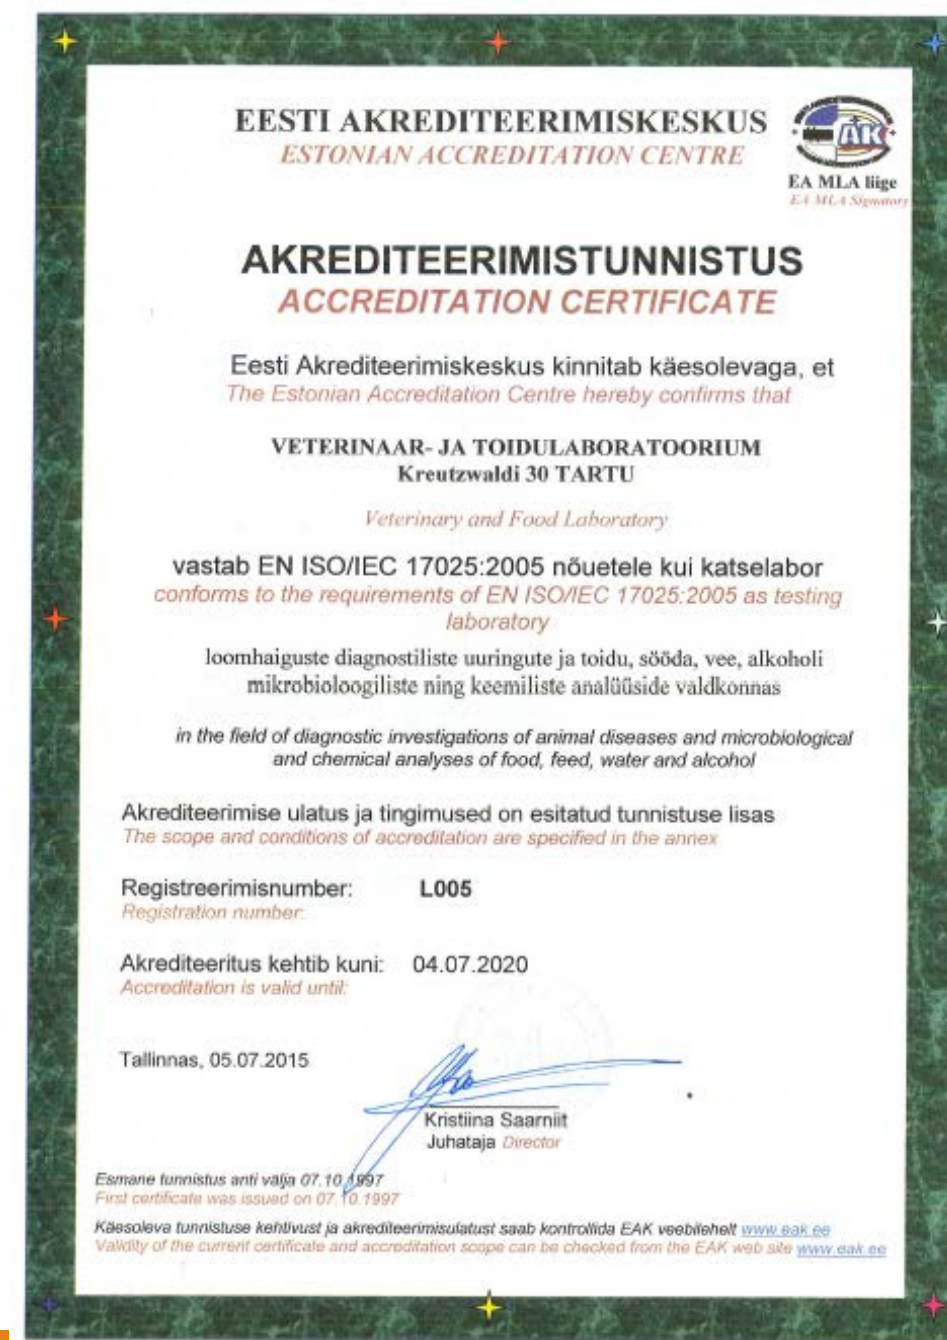 EESTI AKREDITEERIMISKESKUS
ESTONIAN ACCREDITATION CENTRE
AK
EA MLA liige
EA MLA Signatory
AKREDITEERIMISTUNNISTUS
ACCREDITATION CERTIFICATE
Eesti Akrediteerimiskeskus kinnitab käesolevaga, et
The Estonian Accreditation Centre hereby confirms that
VETERINAAR- JA TOIDULABORATOORIUM
Kreutzwaldi 30 TARTU
Veterinary and Food Laboratory
vastab EN ISO/IEC 17025:2005 nõuetele kui katselabor
conforms to the requirements of EN ISO/IEC 17025:2005 as testing
laboratory
loomhaiguste diagnostiliste uuringute ja toidu, sööda, vee, alkoholi
mikrobioloogiliste ning keemiliste analüüside valdkonnas
in the field of diagnostic investigations of animal diseases and microbiological
and chemical analyses of food, feed, water and alcohol
Akrediteerimise ulatus ja tingimused on esitatud tunnistuse lisas
The scope and conditions of accreditation are specified in the annex
Registreerimisnumber: L005
Registration number:
Akrediteeritus kehtib kuni: 04.07.2020
Accreditation is valid until:
Tallinnas, 05.07.2015
Kristiina Saarniit
Juhataja Director
Esmane tunnistus anti välja 07.10.1997
First certificate was issued on 07.10.1997
Käesoleva tunnistuse kehtivust ja akrediteerimisulatust saab kontrollida EAK veebilehelt www.eak.ee
Validity of the current certificate and accreditation scope can be checked from the EAK web site www.eak.ee